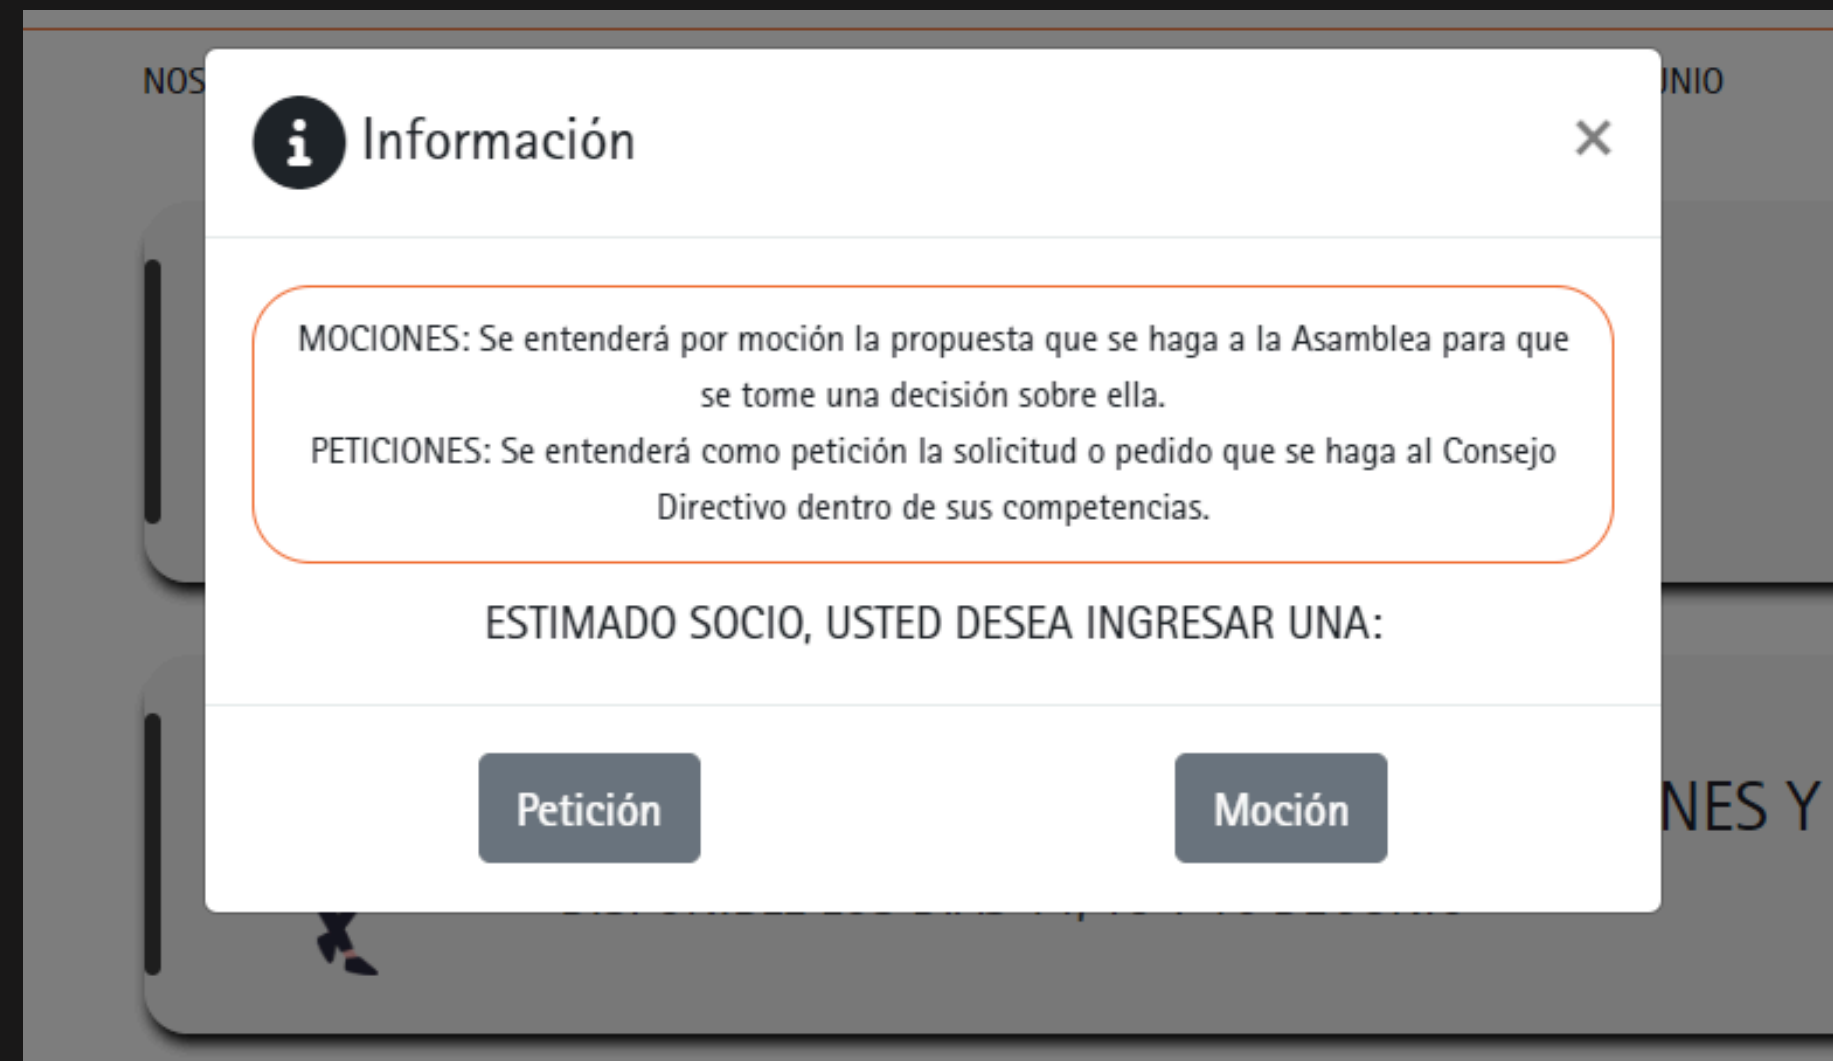 NOS
UNIO
Información
MOCIONES: Se entenderá por moción la propuesta que se haga a la Asamblea para que
se tome una decisión sobre ella.
PETICIONES: Se entenderá como petición la solicitud o pedido que se haga al Consejo
Directivo dentro de sus competencias.
ESTIMADO SOCIO, USTED DESEA INGRESAR UNA:
Petición
Moción
NES Y